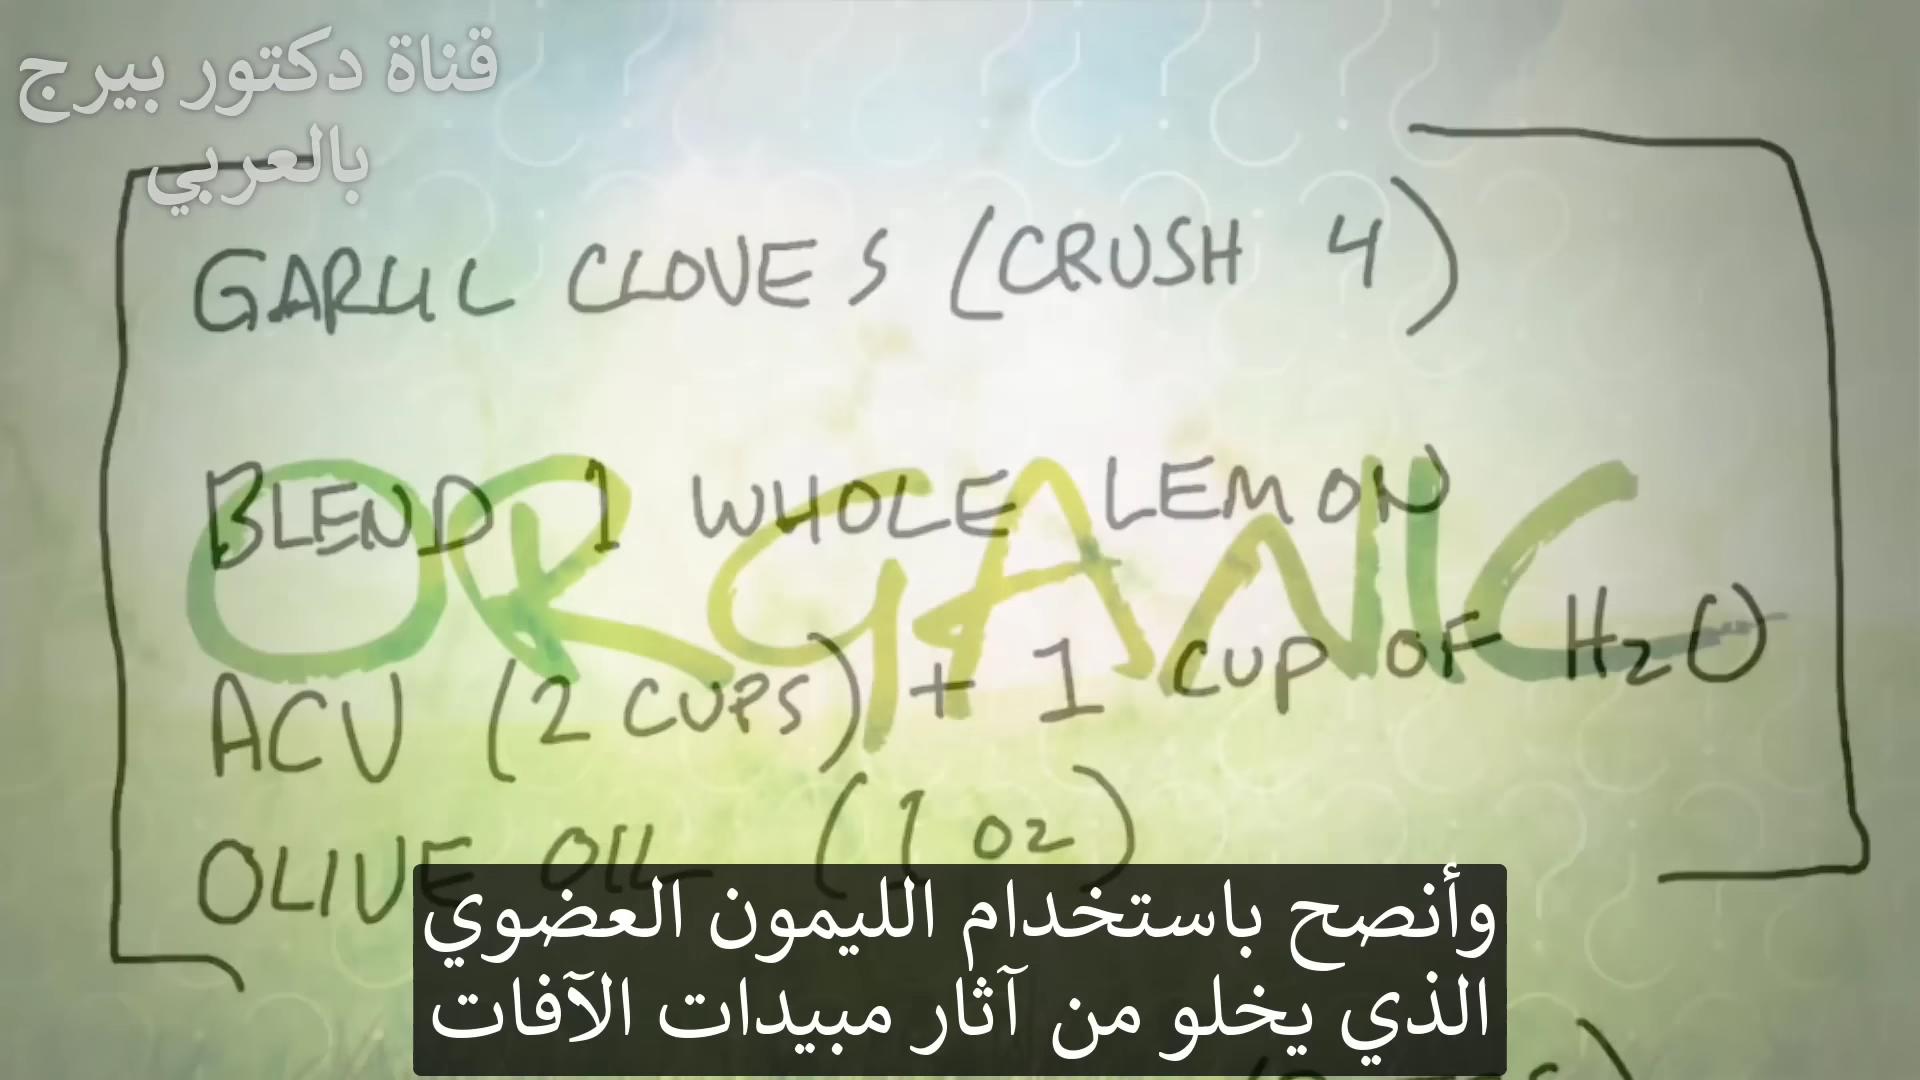 قناة دكتور بيرج
بالعربي
GARLIC CLOVES (CRUSH 4)
BLEND 1 WHOLE LEMON
ORGANIC
ACV (2 CUPS) + 1 CUP OF H2O
OLIVE OIL (1 OZ)
وأنصح باستخدام الليمون العضوي
الذي يخلو من آثار مبيدات الآفات